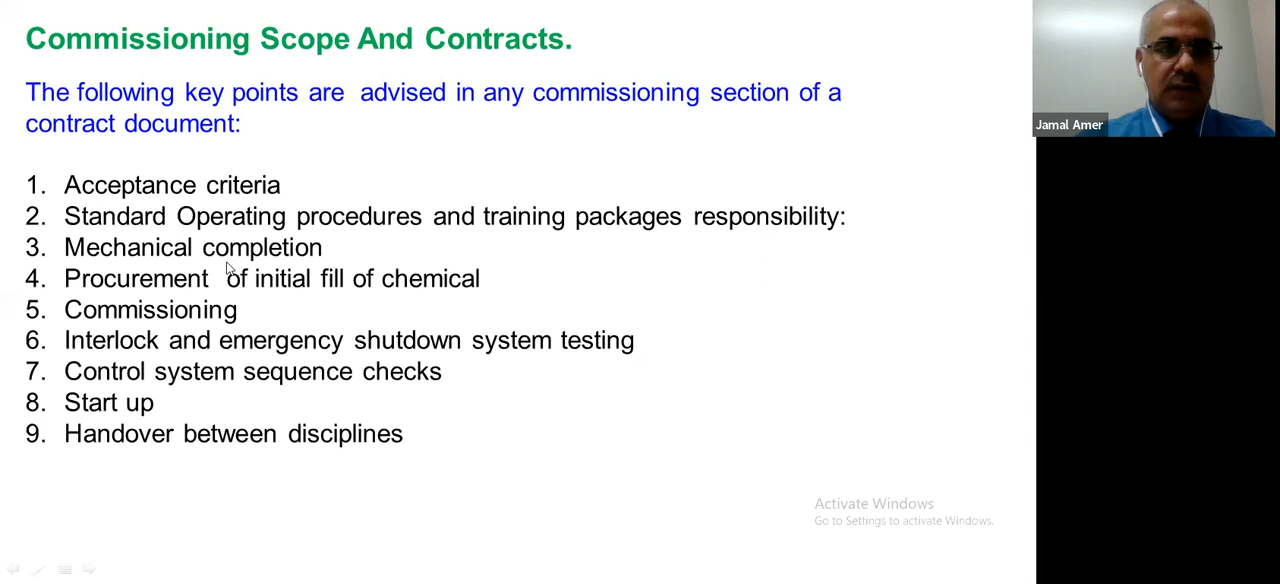 Commissioning Scope And Contracts.
The following key points are advised in any commissioning section of a
contract document:
1. Acceptance criteria
2. Standard Operating procedures and training packages responsibility:
3. Mechanical completion
4. Procurement of initial fill of chemical
5. Commissioning
6. Interlock and emergency shutdown system testing
7. Control system sequence checks
8. Start up
9. Handover between disciplines
Jamal Amer
Activate Windows
Go to Settings to activate Windows.